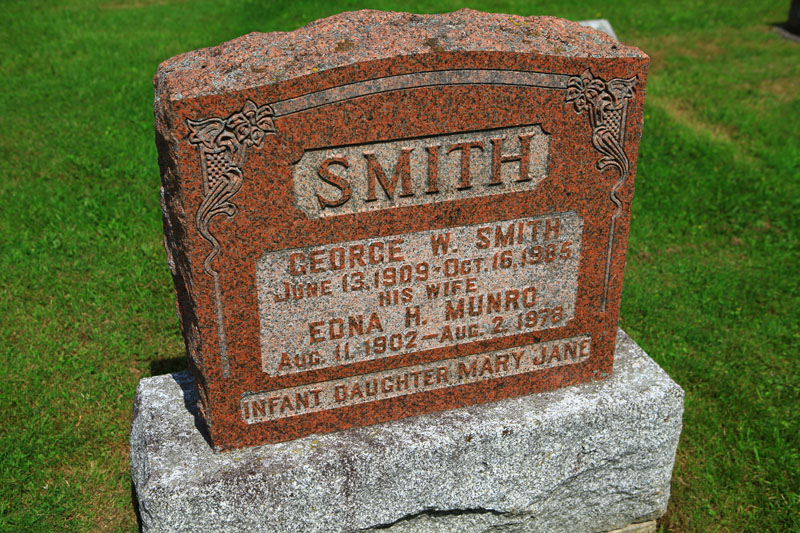 SMITH
GEORGE W. SMITH
JUNE 13, 1909 - OCT. 16, 1985
HIS WIFE
EDNA H. MUNRO
AUG. 11, 1902 - AUG. 2, 1978
INFANT DAUGHTER MARY JANE